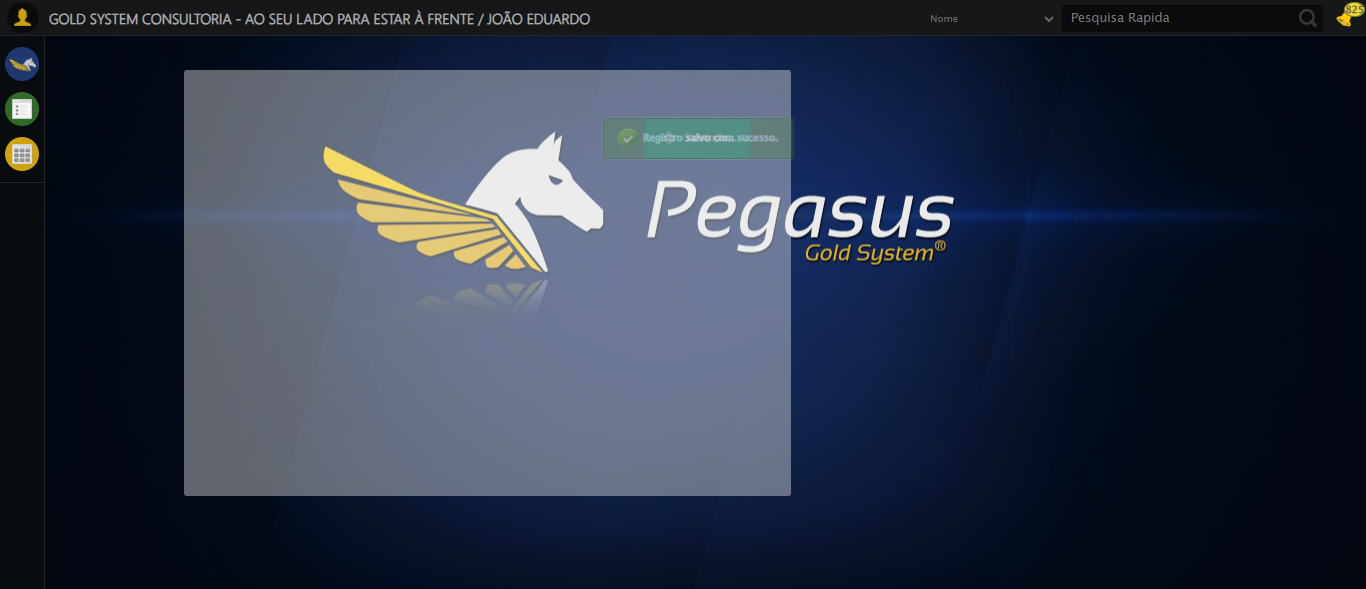 GOLD SYSTEM CONSULTORIA - AO SEU LADO PARA ESTAR À FRENTE / JOÃO EDUARDO
Nome
Pesquisa Rapida
825
Registro salvo com sucesso.
Pegasus
Gold System®